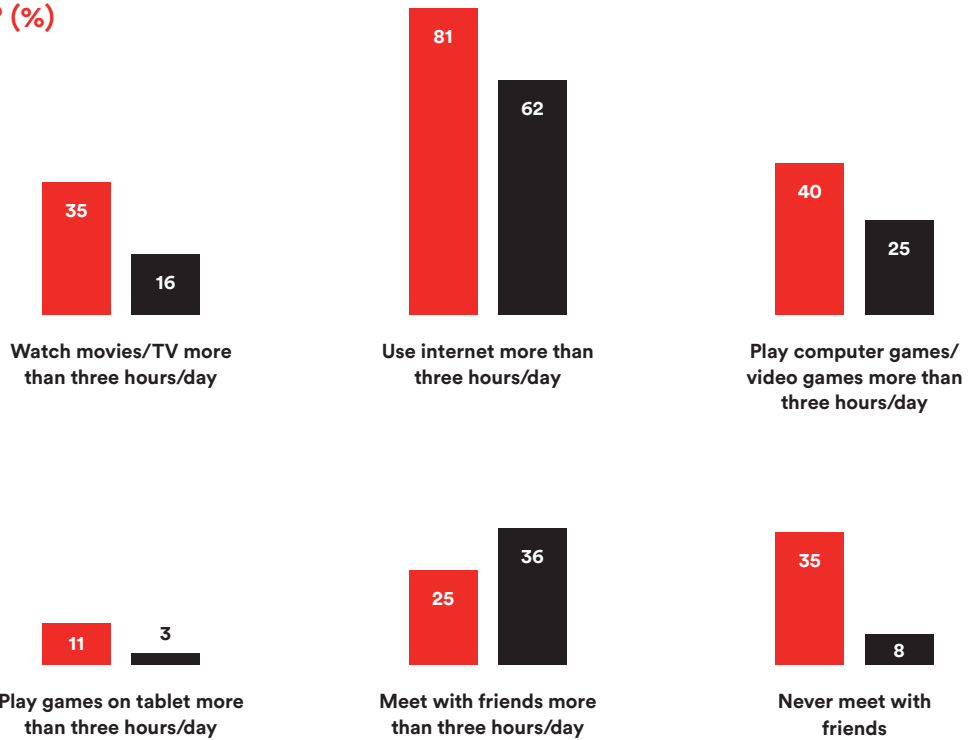 (%)
81
62
40
35
25
16
Watch movies/TV more
than three hours/day
Use internet more than
three hours/day
Play computer games/
video games more than
three hours/day
36
35
25
3
11
8
Play games on tablet more
than three hours/day
Meet with friends more
than three hours/day
Never meet with
friends